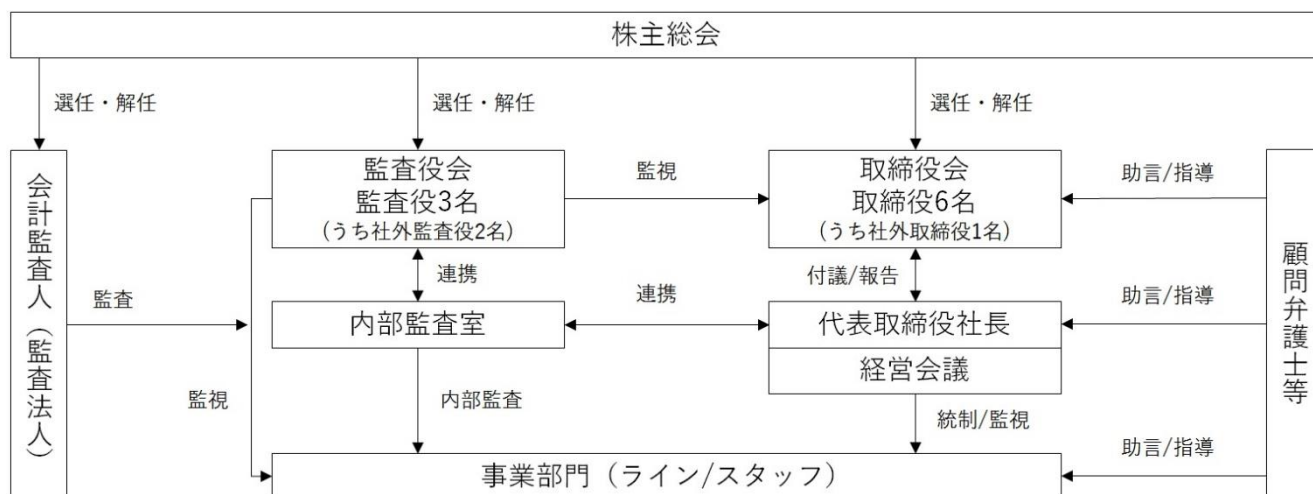 株主総会
選任・解任
選任・解任
選任・解任
会計監査人（監査法人）
監査役会
監査役3名
（うち社外監査役2名）
監視
取締役会
取締役6名
（うち社外取締役1名）
助言/指導
顧問弁護士等
連携
付議/報告
監査
内部監査室
連携
代表取締役社長
助言/指導
経営会議
監視
内部監査
統制/監視
助言/指導
事業部門（ライン/スタッフ）